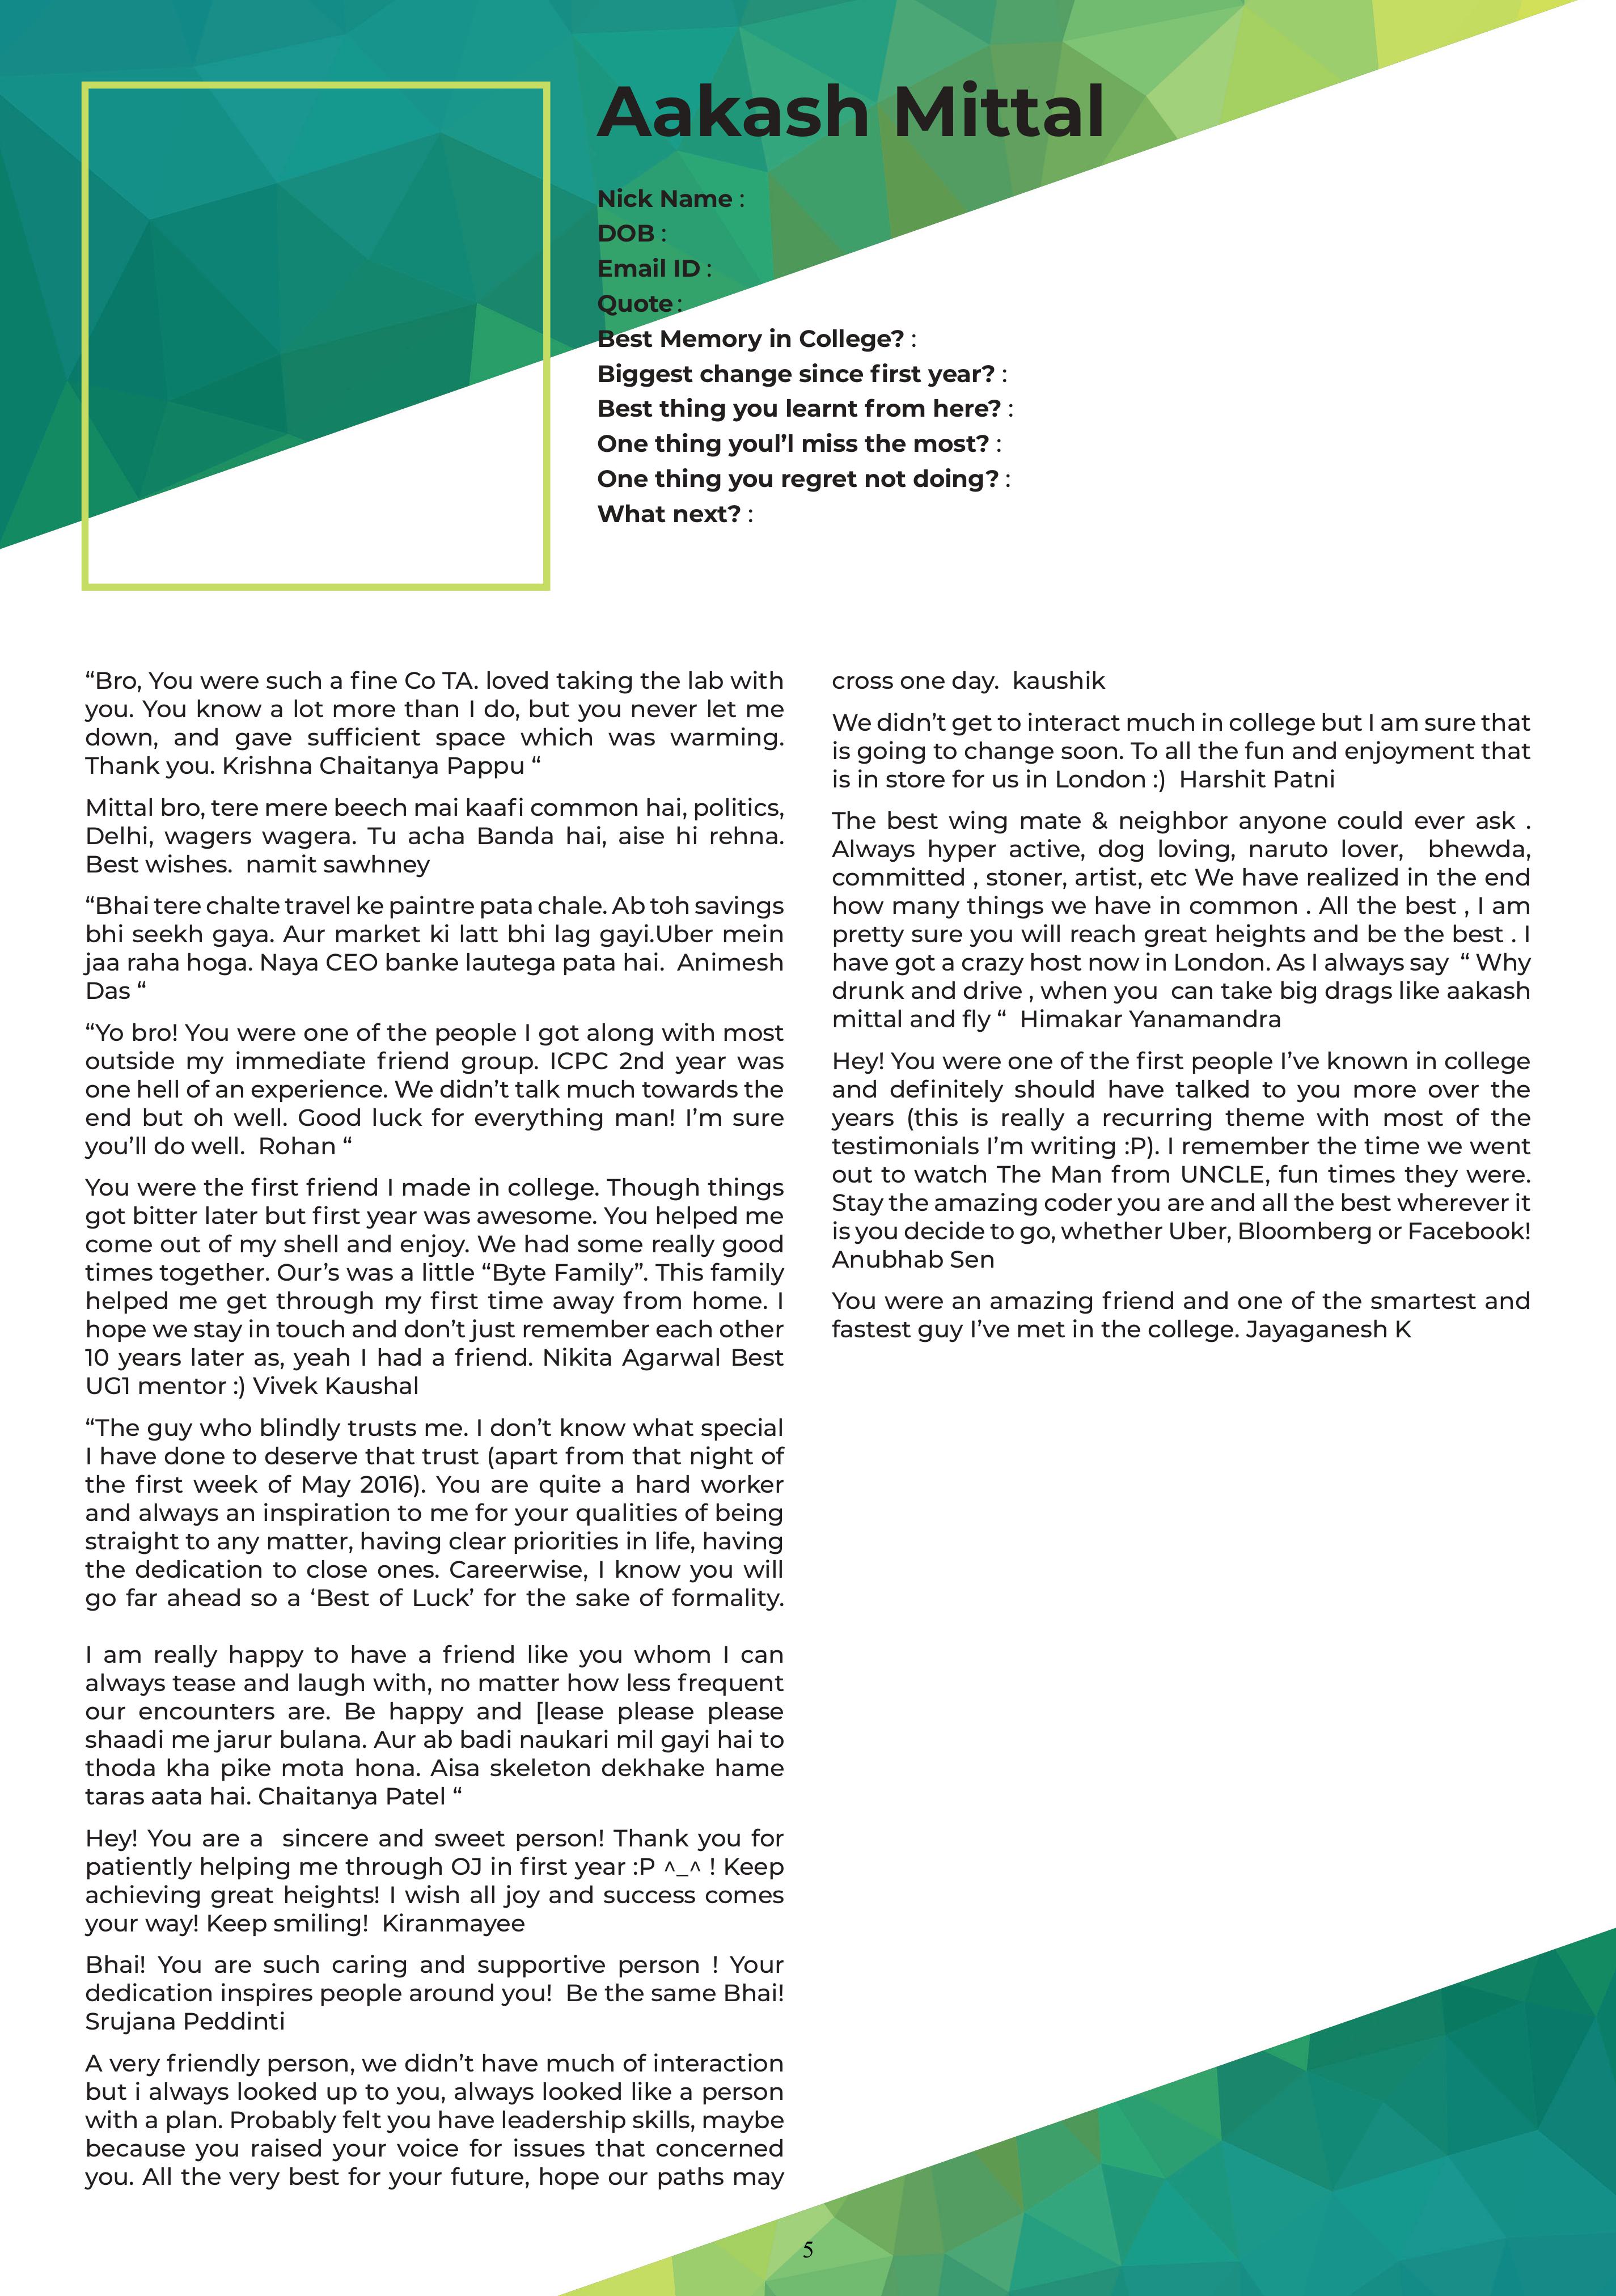 Aakash Mittal
Nick Name :
DOB :
Email ID :
Quote :
Best Memory in College? :
Biggest change since first year? :
Best thing you learnt from here? :
One thing youl’l miss the most? :
One thing you regret not doing? :
What next? :
“Bro, You were such a fine Co TA. loved taking the lab with
you. You know a lot more than I do, but you never let me
down, and gave sufficient space which was warming.
Thank you. Krishna Chaitanya Pappu “
Mittal bro, tere mere beech mai kaafi common hai, politics,
Delhi, wagers wagera. Tu acha Banda hai, aise hi rehna.
Best wishes.  namit sawhney
“Bhai tere chalte travel ke paintre pata chale. Ab toh savings
bhi seekh gaya. Aur market ki latt bhi lag gayi.Uber mein
jaa raha hoga. Naya CEO banke lautega pata hai.  Animesh
Das “
“Yo bro! You were one of the people I got along with most
outside my immediate friend group. ICPC 2nd year was
one hell of an experience. We didn’t talk much towards the
end but oh well. Good luck for everything man! I’m sure
you’ll do well.  Rohan “
You were the first friend I made in college. Though things
got bitter later but first year was awesome. You helped me
come out of my shell and enjoy. We had some really good
times together. Our’s was a little “Byte Family”. This family
helped me get through my first time away from home. I
hope we stay in touch and don’t just remember each other
10 years later as, yeah I had a friend. Nikita Agarwal Best
UG1 mentor :) Vivek Kaushal
“The guy who blindly trusts me. I don’t know what special
I have done to deserve that trust (apart from that night of
the first week of May 2016). You are quite a hard worker
and always an inspiration to me for your qualities of being
straight to any matter, having clear priorities in life, having
the dedication to close ones. Careerwise, I know you will
go far ahead so a ‘Best of Luck’ for the sake of formality.
I am really happy to have a friend like you whom I can
always tease and laugh with, no matter how less frequent
our encounters are. Be happy and [lease please please
shaadi me jarur bulana. Aur ab badi naukari mil gayi hai to
thoda kha pike mota hona. Aisa skeleton dekhake hame
taras aata hai. Chaitanya Patel “
Hey! You are a  sincere and sweet person! Thank you for
patiently helping me through OJ in first year :P ^_^ ! Keep
achieving great heights! I wish all joy and success comes
your way! Keep smiling!  Kiranmayee
Bhai! You are such caring and supportive person ! Your
dedication inspires people around you!  Be the same Bhai!
Srujana Peddinti
A very friendly person, we didn’t have much of interaction
but i always looked up to you, always looked like a person
with a plan. Probably felt you have leadership skills, maybe
because you raised your voice for issues that concerned
you. All the very best for your future, hope our paths may
cross one day.  kaushik
We didn’t get to interact much in college but I am sure that
is going to change soon. To all the fun and enjoyment that
is in store for us in London :)  Harshit Patni
The best wing mate & neighbor anyone could ever ask .
Always hyper active, dog loving, naruto lover,  bhewda,
committed , stoner, artist, etc We have realized in the end
how many things we have in common . All the best , I am
pretty sure you will reach great heights and be the best . I
have got a crazy host now in London. As I always say  “ Why
drunk and drive , when you  can take big drags like aakash
mittal and fly “  Himakar Yanamandra
Hey! You were one of the first people I’ve known in college
and definitely should have talked to you more over the
years (this is really a recurring theme with most of the
testimonials I’m writing :P). I remember the time we went
out to watch The Man from UNCLE, fun times they were.
Stay the amazing coder you are and all the best wherever it
is you decide to go, whether Uber, Bloomberg or Facebook!
Anubhab Sen
You were an amazing friend and one of the smartest and
fastest guy I’ve met in the college. Jayaganesh K
5